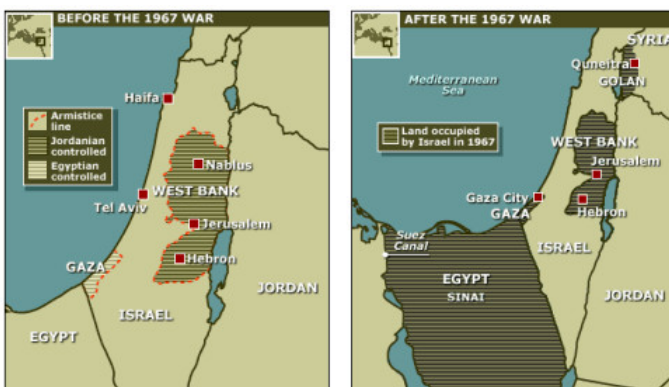 BEFORE THE 1967 WAR
Haifa
Armistice
line
Jordanian
controlled
Egyptian
controlled
Nablus
WEST BANK
Tel Aviv
Jerusalem
Hebron
GAZA
JORDAN
ISRAEL
EGYPT
AFTER THE 1967 WAR
SYRIA
Quneitra
GOLAN
Mediterranean
Sea
Land occupied
by Israel in 1967
WEST BANK
Jerusalem
Gaza City
GAZA
Hebron
Suez
Canal
ISRAEL
EGYPT
SINAI
JORDAN